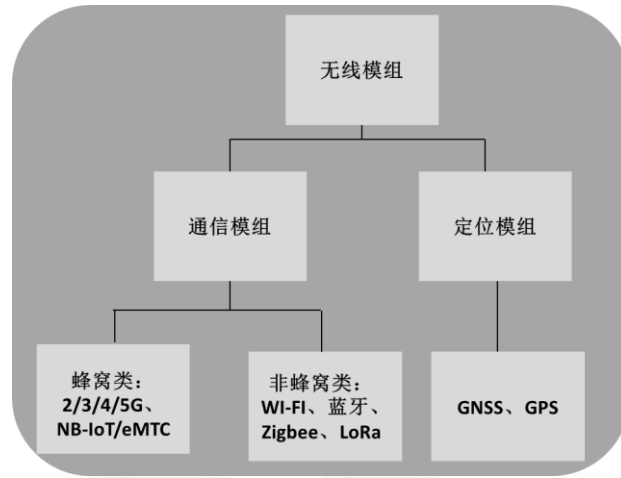 无线模组
通信模组
定位模组
蜂窝类：
2/3/4/5G、
NB-IoT/eMTC
非蜂窝类：
WI-FI、蓝牙、
Zigbee、LoRa
GNSS、GPS